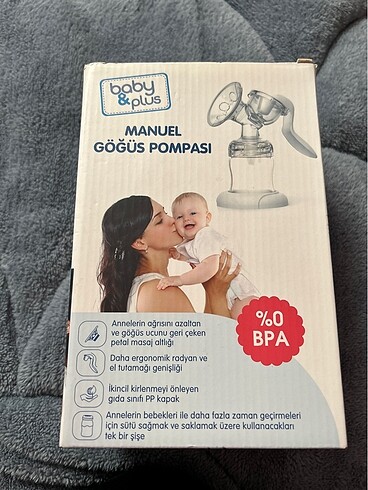 baby
&plus
MANUEL
GÖĞÜS POMPASI
%0
BPA
Annelerin ağrısını azaltan
ve göğüs ucunu geri çeken
petal masaj altlığı
Daha ergonomik radyan ve
el tutamağı genişliği
İkincil kirlenmeyi önleyen
gıda sınıfı PP kapak
Annelerin bebekleri ile daha fazla zaman geçirmeleri
için sütü sağmak ve saklamak üzere kullanacakları
tek bir şişe